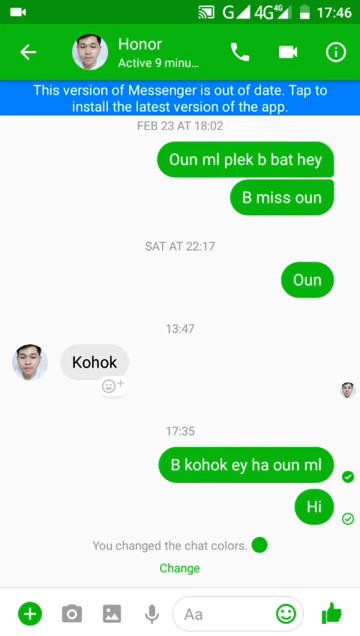 G 4G 4G 17:46
Honor
Active 9 minu...
This version of Messenger is out of date. Tap to
install the latest version of the app.
FEB 23 AT 18:02
Oun ml plek b bat hey
B miss oun
SAT AT 22:17
Oun
13:47
Kohok
17:35
B kohok ey ha oun ml
Hi
You changed the chat colors.
Change
Aa